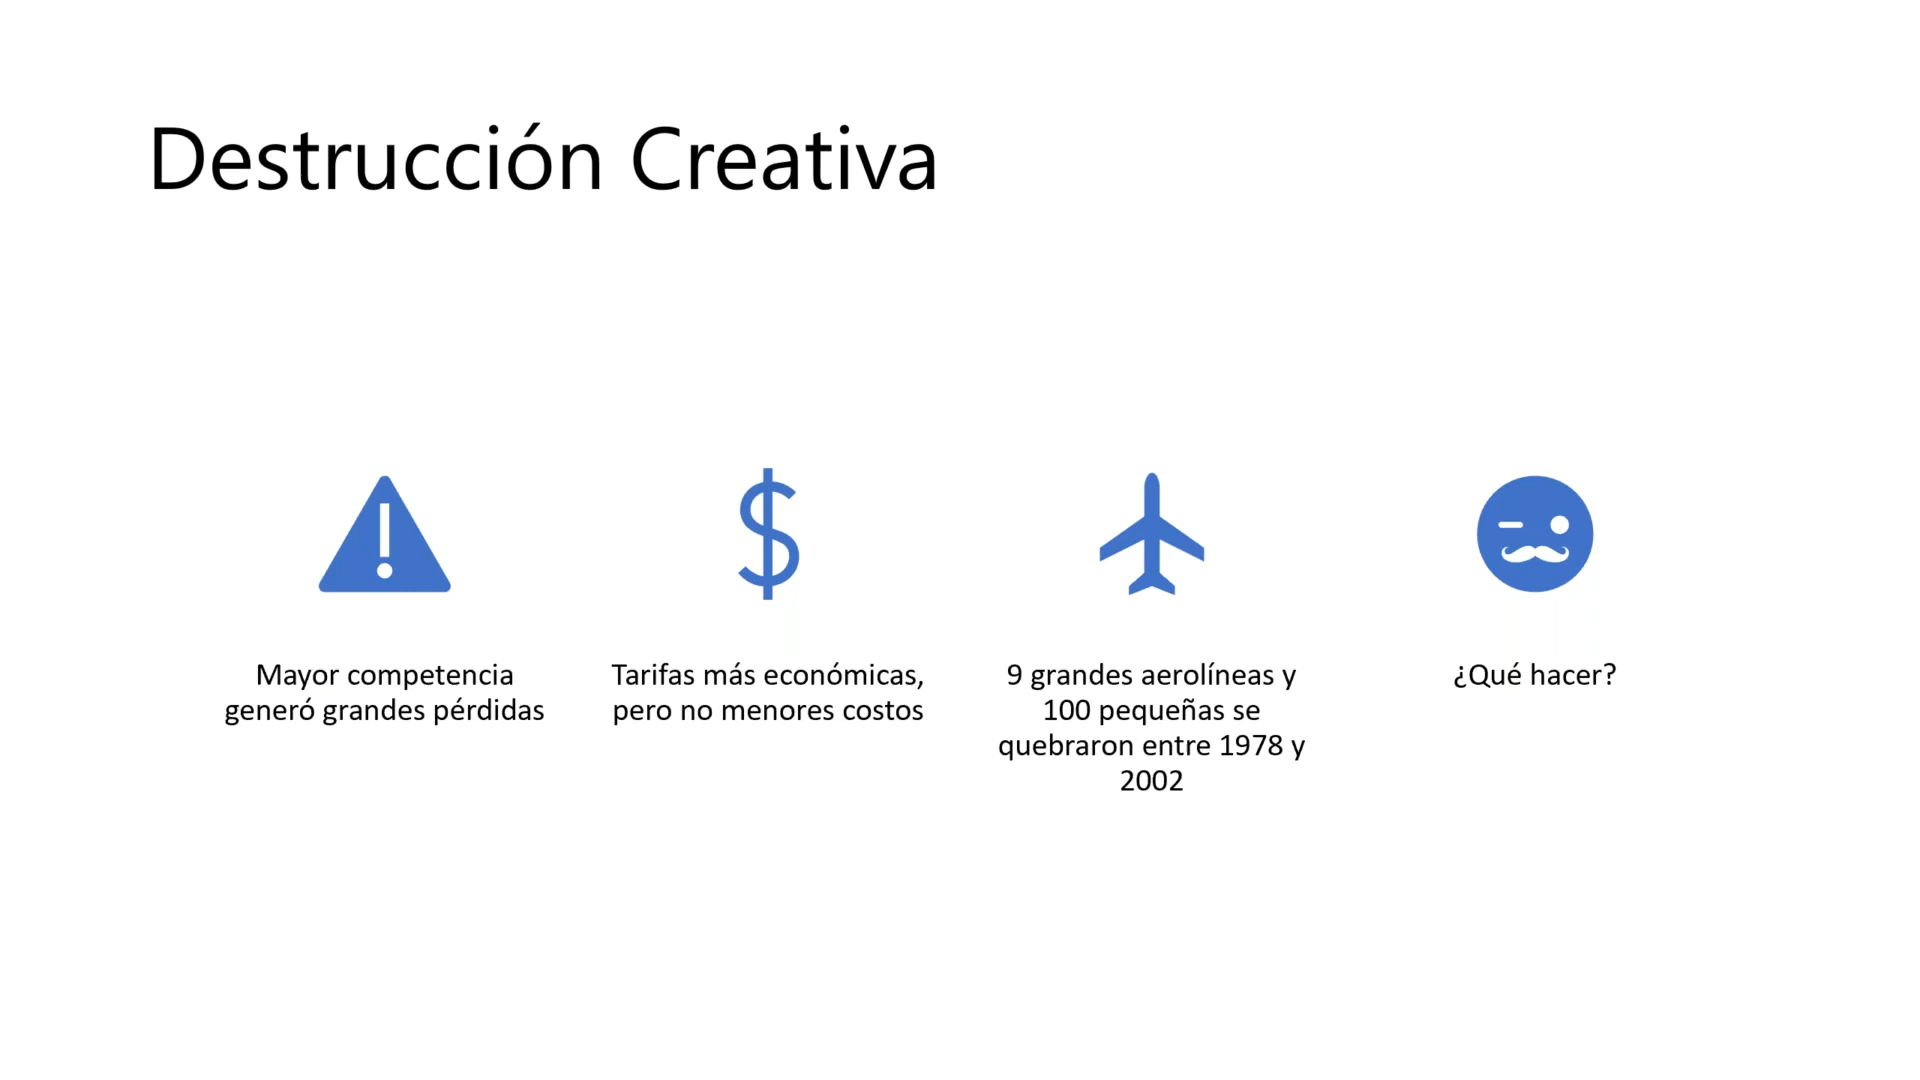 Destrucción Creativa
Mayor competencia
generó grandes pérdidas
Tarifas más económicas,
pero no menores costos
9 grandes aerolíneas y
100 pequeñas se
quebraron entre 1978 y
2002
¿Qué hacer?